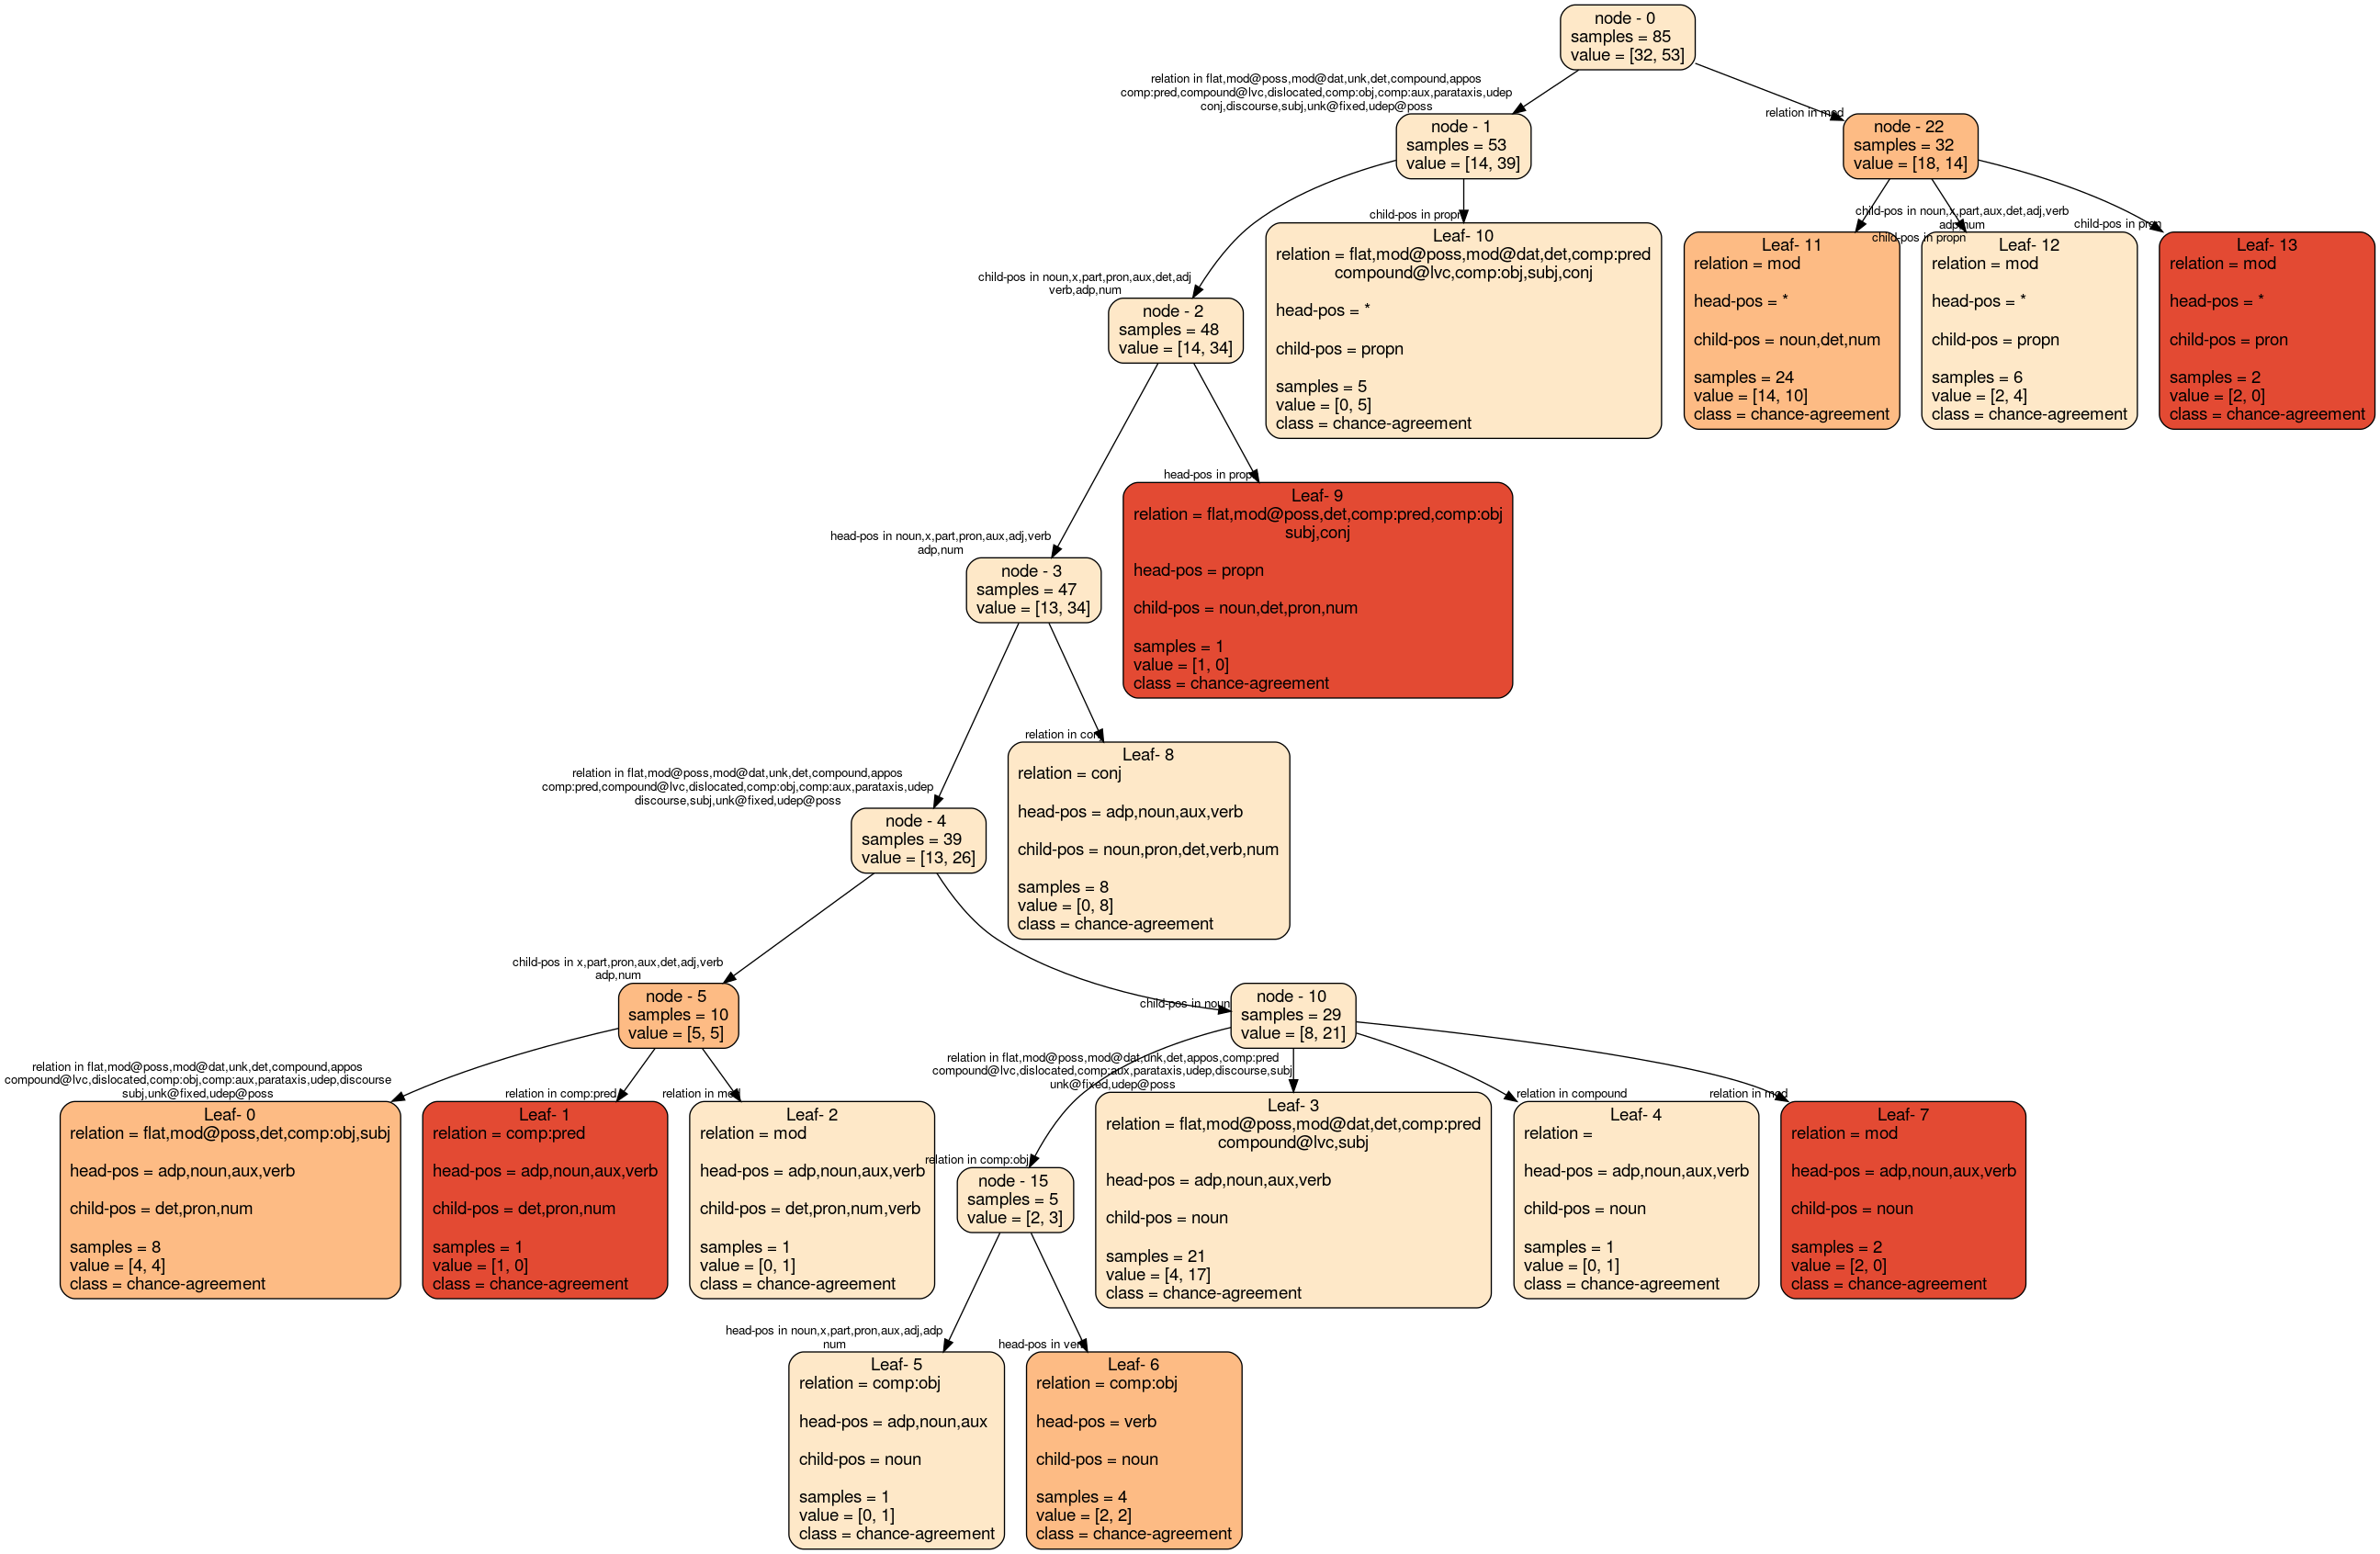 node - 0
samples = 85
value = [32, 53]
relation in flat,mod@poss,mod@dat,unk,det,compound,appos
comp:pred,compound@lvc,dislocated,comp:obj,comp:aux,parataxis,udep
conj,discourse,subj,unk@fixed,udep@poss
node - 1
samples = 53
value = [14, 39]
relation in mod
node - 22
samples = 32
value = [18, 14]
child-pos in noun,x,part,pron,aux,det,adj
verb,adp,num
node - 2
samples = 48
value = [14, 34]
child-pos in propn
Leaf- 10
relation = flat,mod@poss,mod@dat,det,comp:pred
compound@lvc,comp:obj,subj,conj
head-pos = *
child-pos = propn
samples = 5
value = [0, 5]
class = chance-agreement
child-pos in noun,x,part,aux,det,adj,verb
adp,num
Leaf- 11
relation = mod
head-pos = *
child-pos = noun,det,num
samples = 24
value = [14, 10]
class = chance-agreement
child-pos in propn
Leaf- 12
relation = mod
head-pos = *
child-pos = propn
samples = 6
value = [2, 4]
class = chance-agreement
child-pos in pron
Leaf- 13
relation = mod
head-pos = *
child-pos = pron
samples = 2
value = [2, 0]
class = chance-agreement
head-pos in noun,x,part,pron,aux,adj,verb
adp,num
node - 3
samples = 47
value = [13, 34]
head-pos in propn
Leaf- 9
relation = flat,mod@poss,det,comp:pred,comp:obj
subj,conj
head-pos = propn
child-pos = noun,det,pron,num
samples = 1
value = [1, 0]
class = chance-agreement
relation in flat,mod@poss,mod@dat,unk,det,compound,appos
comp:pred,compound@lvc,dislocated,comp:obj,comp:aux,parataxis,udep
discourse,subj,unk@fixed,udep@poss
node - 4
samples = 39
value = [13, 26]
relation in conj
Leaf- 8
relation = conj
head-pos = adp,noun,aux,verb
child-pos = noun,pron,det,verb,num
samples = 8
value = [0, 8]
class = chance-agreement
child-pos in x,part,pron,aux,det,adj,verb
adp,num
node - 5
samples = 10
value = [5, 5]
child-pos in noun
node - 10
samples = 29
value = [8, 21]
relation in flat,mod@poss,mod@dat,unk,det,compound,appos
compound@lvc,dislocated,comp:obj,comp:aux,parataxis,udep,discourse
subj,unk@fixed,udep@poss
Leaf- 0
relation = flat,mod@poss,det,comp:obj,subj
head-pos = adp,noun,aux,verb
child-pos = det,pron,num
samples = 8
value = [4, 4]
class = chance-agreement
relation in comp:pred
Leaf- 1
relation = comp:pred
head-pos = adp,noun,aux,verb
child-pos = det,pron,num
samples = 1
value = [1, 0]
class = chance-agreement
relation in mod
Leaf- 2
relation = mod
head-pos = adp,noun,aux,verb
child-pos = det,pron,num,verb
samples = 1
value = [0, 1]
class = chance-agreement
relation in comp:obj
node - 15
samples = 5
value = [2, 3]
relation in flat,mod@poss,mod@dat,unk,det,appos,comp:pred
compound@lvc,dislocated,comp:aux,parataxis,udep,discourse,subj
unk@fixed,udep@poss
Leaf- 3
relation = flat,mod@poss,mod@dat,det,comp:pred
compound@lvc,subj
head-pos = adp,noun,aux,verb
child-pos = noun
samples = 21
value = [4, 17]
class = chance-agreement
relation in compound
Leaf- 4
relation =
head-pos = adp,noun,aux,verb
child-pos = noun
samples = 1
value = [0, 1]
class = chance-agreement
relation in mod
Leaf- 7
relation = mod
head-pos = adp,noun,aux,verb
child-pos = noun
samples = 2
value = [2, 0]
class = chance-agreement
head-pos in noun,x,part,pron,aux,adj,adp
num
Leaf- 5
relation = comp:obj
head-pos = adp,noun,aux
child-pos = noun
samples = 1
value = [0, 1]
class = chance-agreement
head-pos in verb
Leaf- 6
relation = comp:obj
head-pos = verb
child-pos = noun
samples = 4
value = [2, 2]
class = chance-agreement